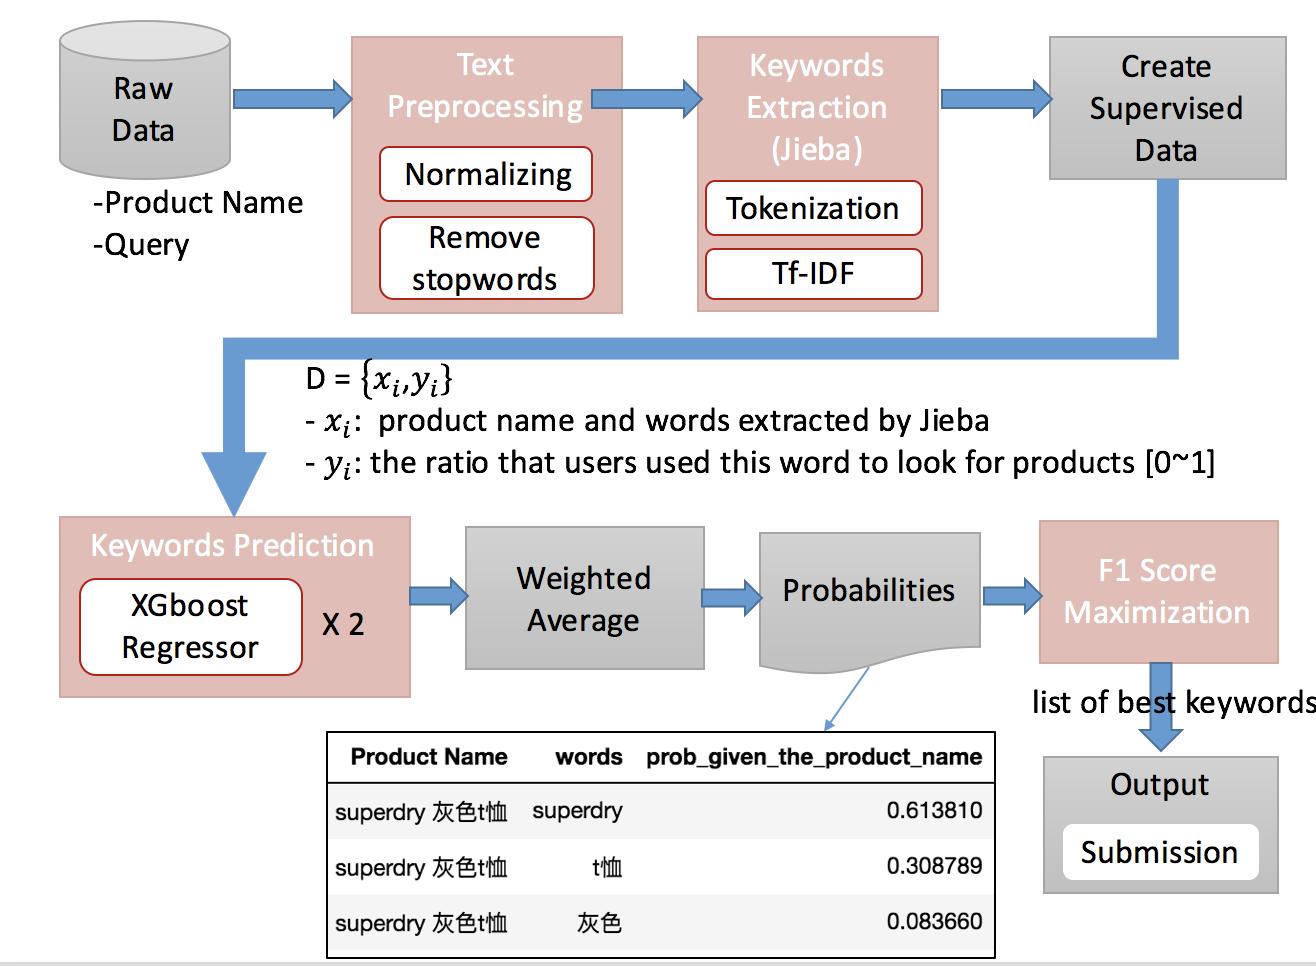 Raw
Data
-Product Name
-Query
Text
Preprocessing
Normalizing
Remove
stopwords
Keywords
Extraction
(Jieba)
Tokenization
Tf-IDF
Create
Supervised
Data
D = {xᵢ,yᵢ}
- xᵢ: product name and words extracted by Jieba
- yᵢ: the ratio that users used this word to look for products [0~1]
Keywords Prediction
XGboost
Regressor
X 2
Weighted
Average
Probabilities
F1 Score
Maximization
list of best keywords
Output
Submission
Product Name words prob_given_the_product_name
superdry 灰色t恤 superdry 0.613810
superdry 灰色t恤 t恤 0.308789
superdry 灰色t恤 灰色 0.083660